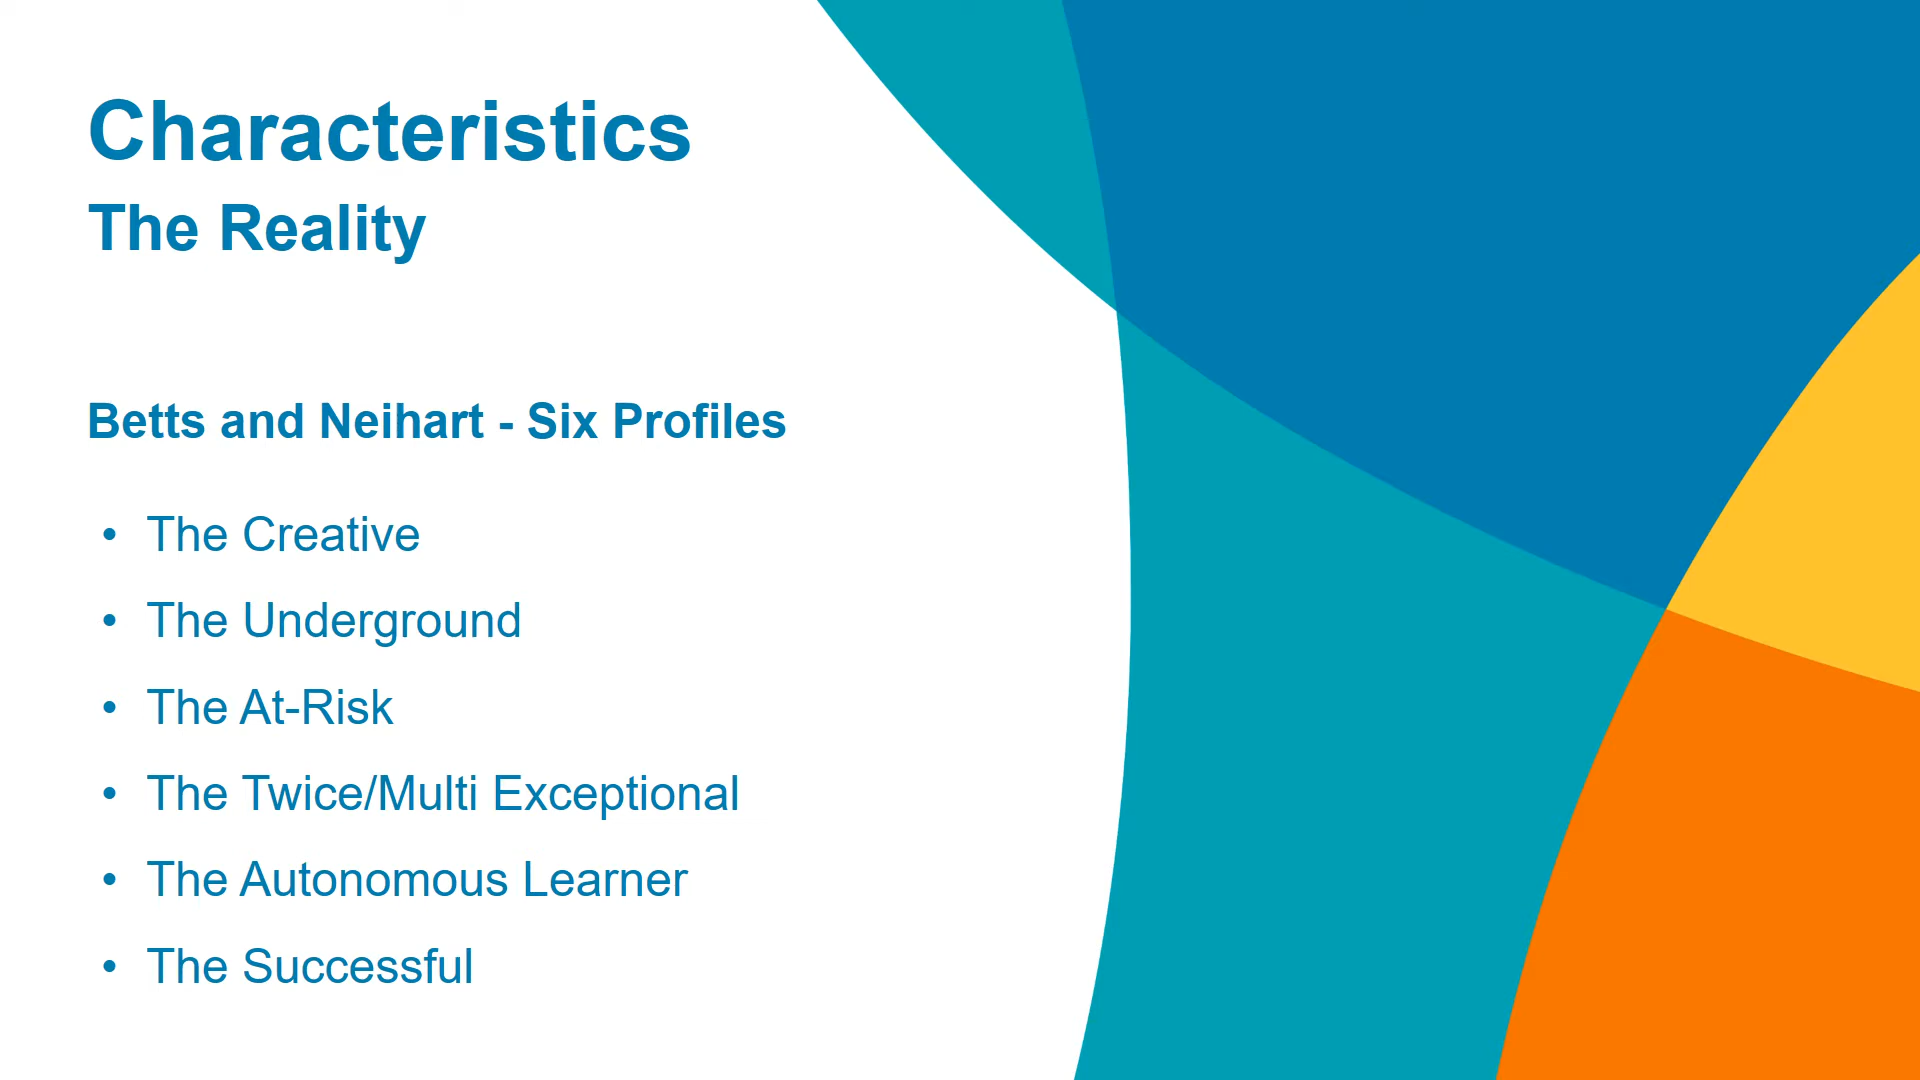 Characteristics
The Reality
Betts and Neihart - Six Profiles
• The Creative
• The Underground
• The At-Risk
• The Twice/Multi Exceptional
• The Autonomous Learner
• The Successful